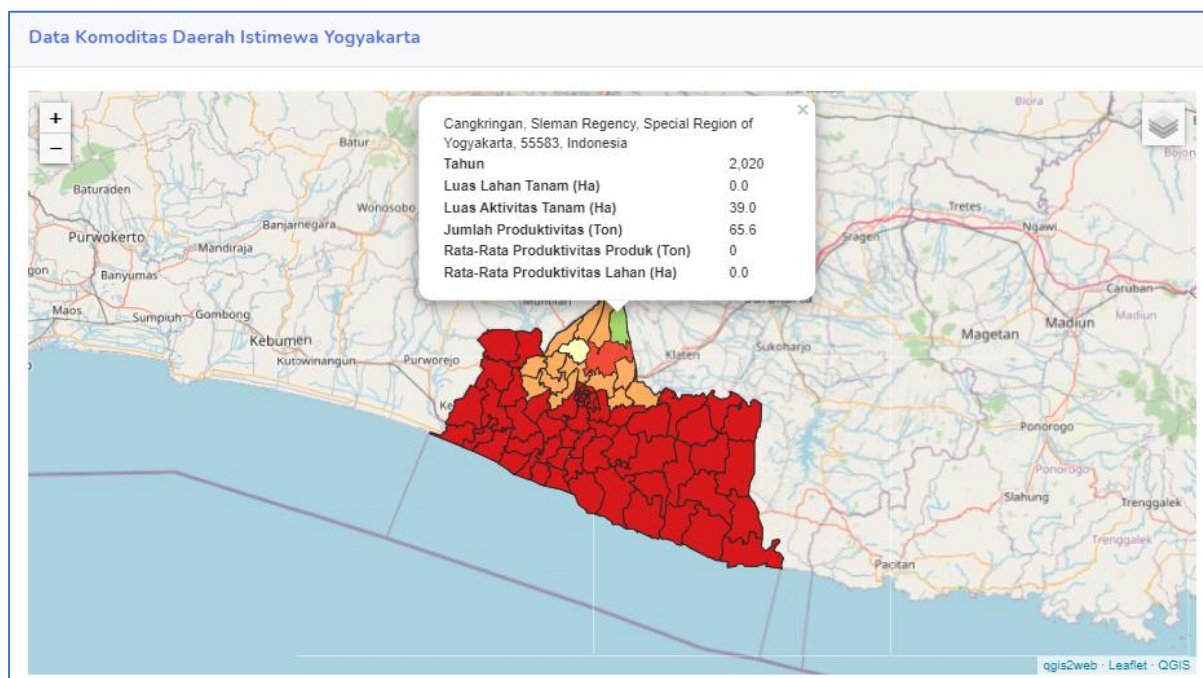 Data Komoditas Daerah Istimewa Yogyakarta
+
−
×
Cangkringan, Sleman Regency, Special Region of
Yogyakarta, 55583, Indonesia
Tahun 2,020
Luas Lahan Tanam (Ha) 0.0
Luas Aktivitas Tanam (Ha) 39.0
Jumlah Produktivitas (Ton) 65.6
Rata-Rata Produktivitas Produk (Ton) 0
Rata-Rata Produktivitas Lahan (Ha) 0.0
Blora
Batur
Bojon
Baturaden
Wonosobo
Tretes
Banjarnegara
Ngawi
Purwokerto
Mandiraja
Sragen
Banyumas
Caruban
Maos
Sumpiuh
Gombong
Madiun
Madiun
Kebumen
Magetan
Sukoharjo
Kutowinangun
Purworejo
Klaten
Ponorogo
Ponorogo
Slahung
Trenggalek
Trenggalek
Pacitan
qgis2web · Leaflet · QGIS